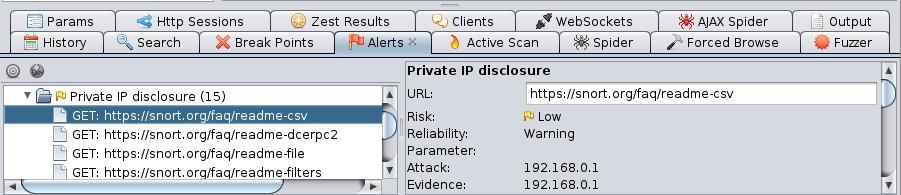 Params Http Sessions Zest Results Clients WebSockets AJAX Spider Output
History Search Break Points Alerts Active Scan Spider Forced Browse Fuzzer
Private IP disclosure (15)
GET: https://snort.org/faq/readme-csv
GET: https://snort.org/faq/readme-dcerpc2
GET: https://snort.org/faq/readme-file
GET: https://snort.org/faq/readme-filters
Private IP disclosure
URL: https://snort.org/faq/readme-csv
Risk: Low
Reliability: Warning
Parameter:
Attack: 192.168.0.1
Evidence: 192.168.0.1